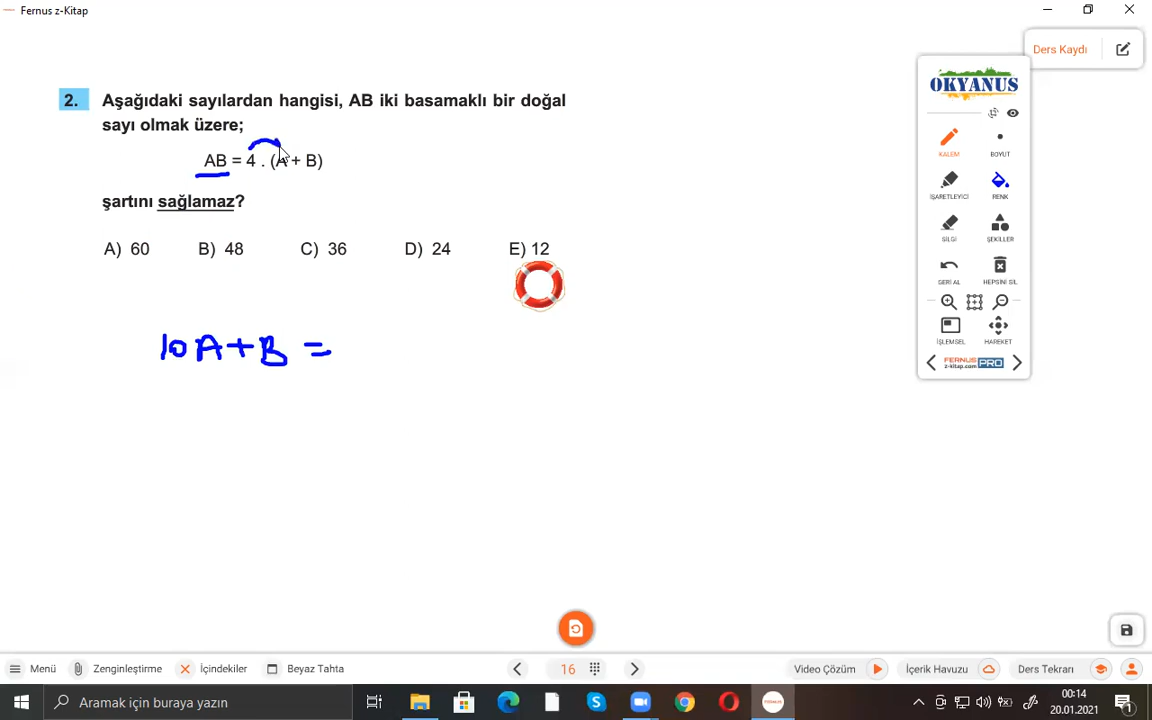 Fernus z-Kitap
Ders Kaydı
OKYANUS
KALEM
BOYUT
İŞARETLEYİCİ
RENK
SİLGİ
ŞEKİLLER
GERİ AL
HEPSİNİ SİL
İŞLEMSEL
HAREKET
FERNUS PRO
z-kitap.com
2. Aşağıdaki sayılardan hangisi, AB iki basamaklı bir doğal
sayı olmak üzere;
AB = 4 . (A + B)
şartını sağlamaz?
A) 60 B) 48 C) 36 D) 24 E) 12
10A+B =
Menü Zenginleştirme İçindekiler Beyaz Tahta 16 Video Çözüm İçerik Havuzu Ders Tekrarı
Aramak için buraya yazın
00:14
20.01.2021
1